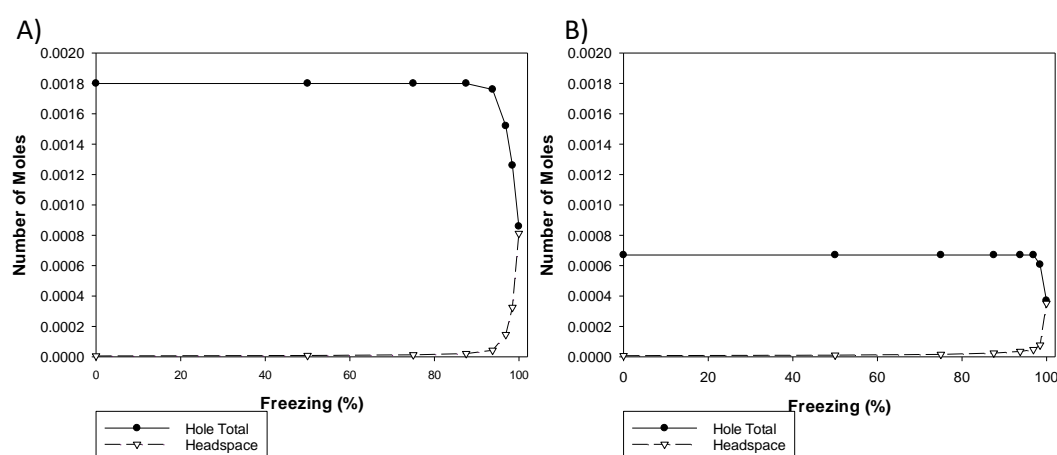 A)
0.0020
0.0018
0.0016
0.0014
0.0012
0.0010
0.0008
0.0006
0.0004
0.0002
0.0000
Number of Moles
0 20 40 60 80 100
Freezing (%)
Hole Total
Headspace
B)
0.0020
0.0018
0.0016
0.0014
0.0012
0.0010
0.0008
0.0006
0.0004
0.0002
0.0000
Number of Moles
0 20 40 60 80 100
Freezing (%)
Hole Total
Headspace